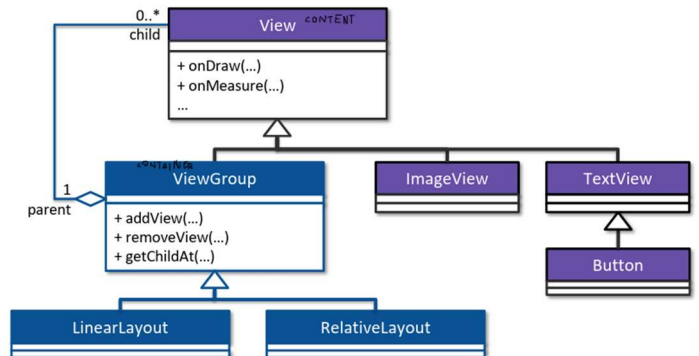 0..*
child
View CONTENT
+ onDraw(...)
+ onMeasure(...)
...
CONTAINER
1
parent
ViewGroup
+ addView(...)
+ removeView(...)
+ getChildAt(...)
ImageView
TextView
Button
LinearLayout
RelativeLayout